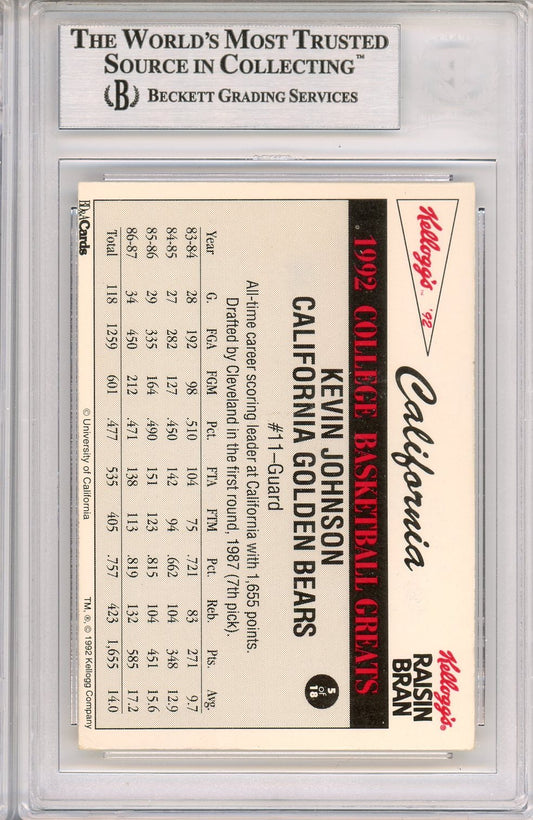 THE WORLD'S MOST TRUSTED
SOURCE IN COLLECTING™
B BECKETT GRADING SERVICES
Kellogg's™ '92
California
Kellogg's®
RAISIN
BRAN
1992 COLLEGE BASKETBALL GREATS
KEVIN JOHNSON
CALIFORNIA GOLDEN BEARS
5 of 18
#11–Guard
All-time career scoring leader at California with 1,655 points.
Drafted by Cleveland in the first round, 1987 (7th pick).
Year G. FGA FGM Pct. FTA FTM Pct. Reb. Pts. Avg.
83-84 28 192 98 .510 104 75 .721 83 271 9.7
84-85 27 282 127 .450 142 94 .662 104 348 12.9
85-86 29 335 164 .490 151 123 .815 104 451 15.6
86-87 34 450 212 .471 138 113 .819 132 585 17.2
Total 118 1259 601 .477 535 405 .757 423 1,655 14.0
Cards
© University of California
TM, ®, © 1992 Kellogg Company